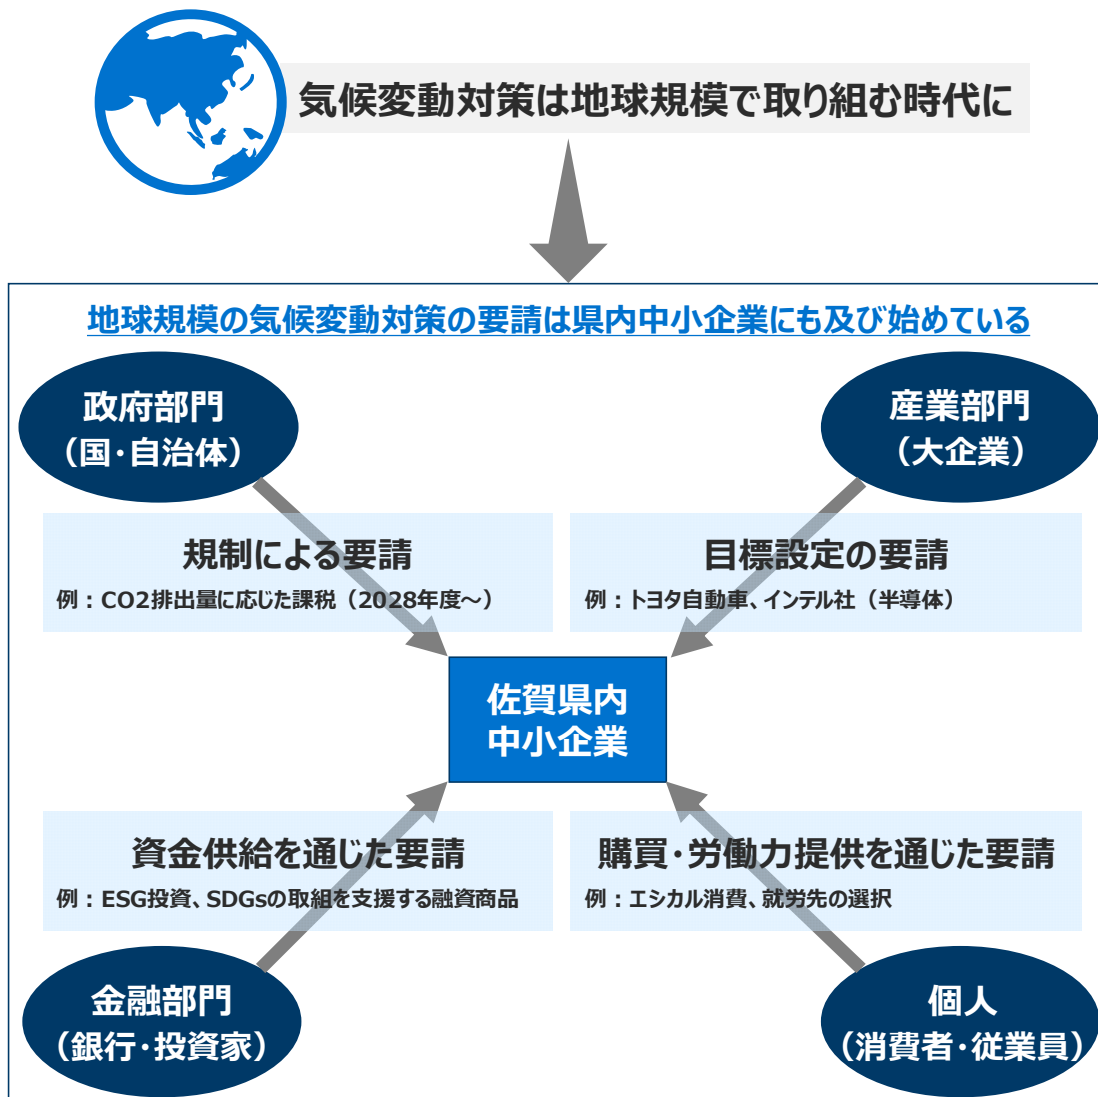 気候変動対策は地球規模で取り組む時代に
地球規模の気候変動対策の要請は県内中小企業にも及び始めている
政府部門
（国・自治体）
産業部門
（大企業）
規制による要請
例：CO2排出量に応じた課税（2028年度～）
目標設定の要請
例：トヨタ自動車、インテル社（半導体）
佐賀県内
中小企業
資金供給を通じた要請
例：ESG投資、SDGsの取組を支援する融資商品
購買・労働力提供を通じた要請
例：エシカル消費、就労先の選択
金融部門
（銀行・投資家）
個人
（消費者・従業員）